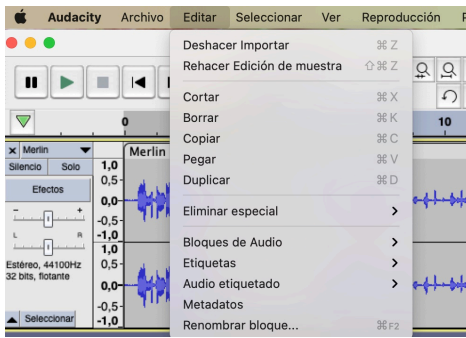 Audacity Archivo Editar Seleccionar Ver Reproducción
Deshacer Importar ⌘ Z
Rehacer Edición de muestra ⇧ ⌘ Z
Cortar ⌘ X
Borrar ⌘ K
Copiar ⌘ C
Pegar ⌘ V
Duplicar ⌘ D
Eliminar especial
Bloques de Audio
Etiquetas
Audio etiquetado
Metadatos
Renombrar bloque... ⌘ F2
0 10
Merlin
Silencio Solo
Efectos
- +
L R
Estéreo, 44100Hz
32 bits, flotante
Seleccionar
Merlin
1,0
0,5
0,0
-0,5
-1,0
1,0
0,5
0,0
-0,5
-1,0